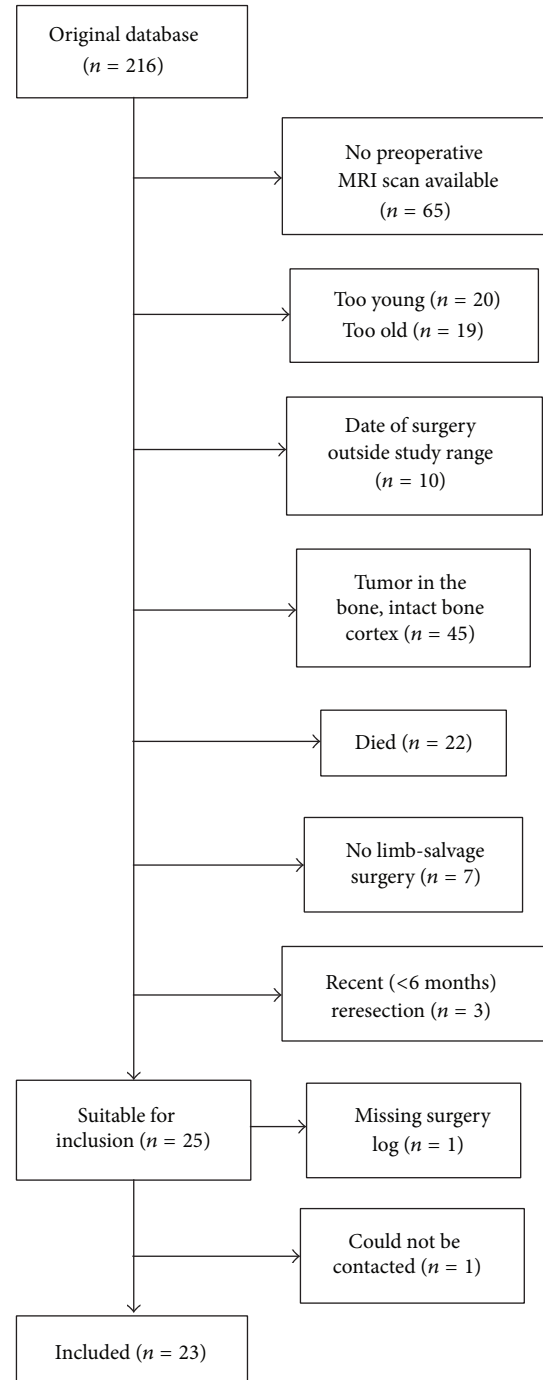 Original database
(n = 216)
No preoperative
MRI scan available
(n = 65)
Too young (n = 20)
Too old (n = 19)
Date of surgery
outside study range
(n = 10)
Tumor in the
bone, intact bone
cortex (n = 45)
Died (n = 22)
No limb-salvage
surgery (n = 7)
Recent (<6 months)
reresection (n = 3)
Suitable for
inclusion (n = 25)
Missing surgery
log (n = 1)
Could not be
contacted (n = 1)
Included (n = 23)